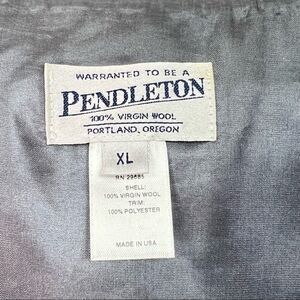 WARRANTED TO BE A
PENDLETON
100% VIRGIN WOOL
PORTLAND, OREGON
XL
RN 29685
SHELL:
100% VIRGIN WOOL
TRIM:
100% POLYESTER
MADE IN USA